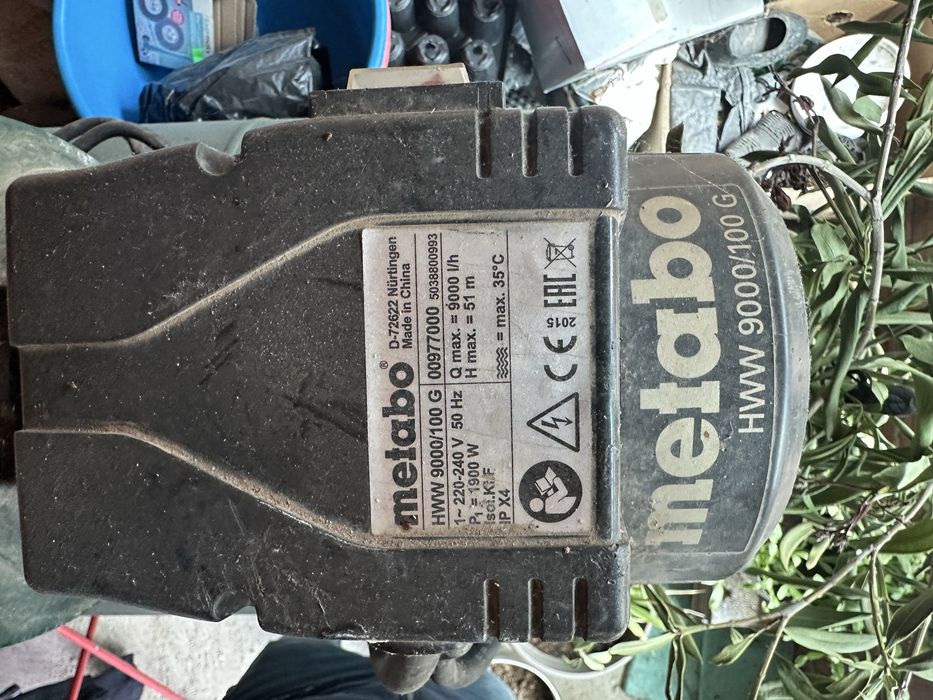 metabo®
D-72622 Nürtingen
Made in China
HWW 9000/100 G
00977000 5038800993
1~ 220-240 V 50 Hz
P₁ = 1900 W
Isol.Kl.F
IP X4
Q max. = 9000 l/h
H max. = 51 m
= max. 35°C
CE 2015 EAC
metabo
HWW 9000/100 G